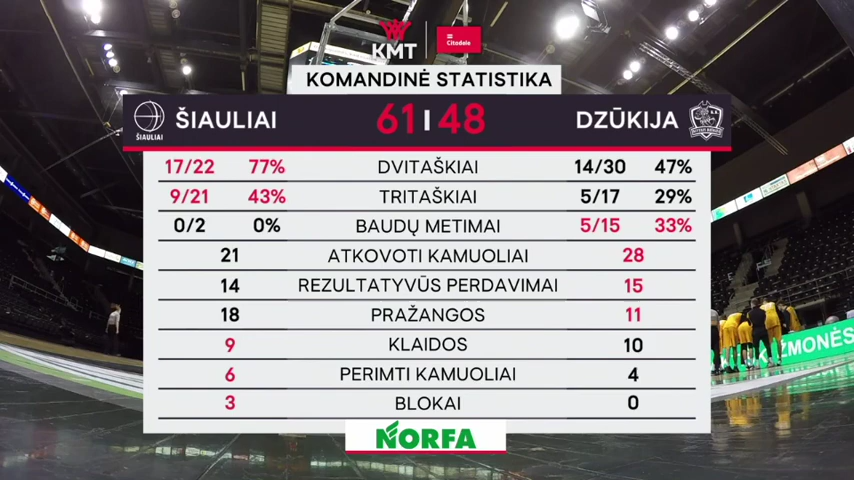 KMT
Citadele
KOMANDINĖ STATISTIKA
ŠIAULIAI
ŠIAULIAI 61 | 48 DZŪKIJA
17/22 77% DVITAŠKIAI 14/30 47%
9/21 43% TRITAŠKIAI 5/17 29%
0/2 0% BAUDŲ METIMAI 5/15 33%
21 ATKOVOTI KAMUOLIAI 28
14 REZULTATYVŪS PERDAVIMAI 15
18 PRAŽANGOS 11
9 KLAIDOS 10
6 PERIMTI KAMUOLIAI 4
3 BLOKAI 0
ŽMONĖS
NORFA